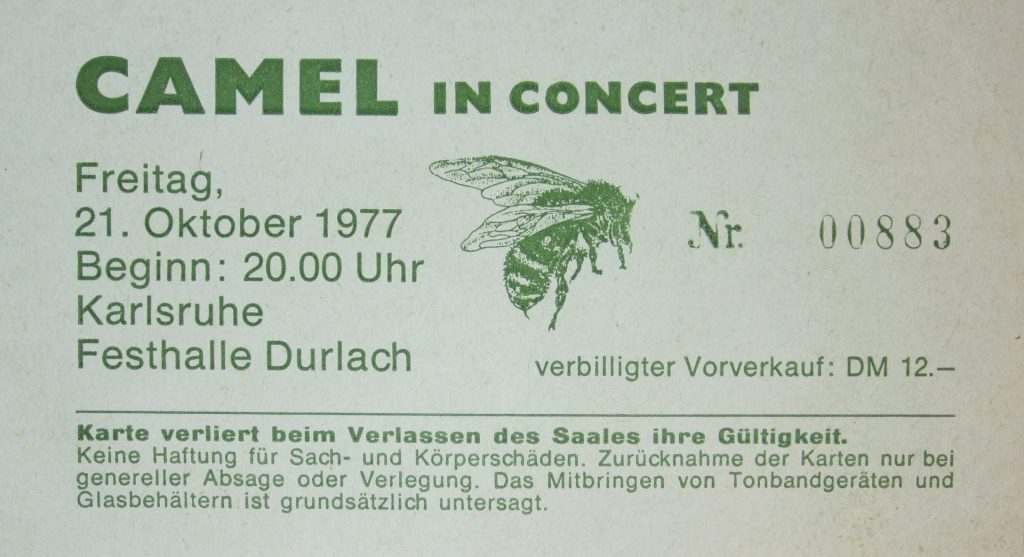 CAMEL IN CONCERT
Freitag,
21. Oktober 1977
Beginn: 20.00 Uhr
Karlsruhe
Festhalle Durlach
Nr. 00883
verbilligter Vorverkauf: DM 12.–
Karte verliert beim Verlassen des Saales ihre Gültigkeit.
Keine Haftung für Sach- und Körperschäden. Zurücknahme der Karten nur bei
genereller Absage oder Verlegung. Das Mitbringen von Tonbandgeräten und
Glasbehältern ist grundsätzlich untersagt.